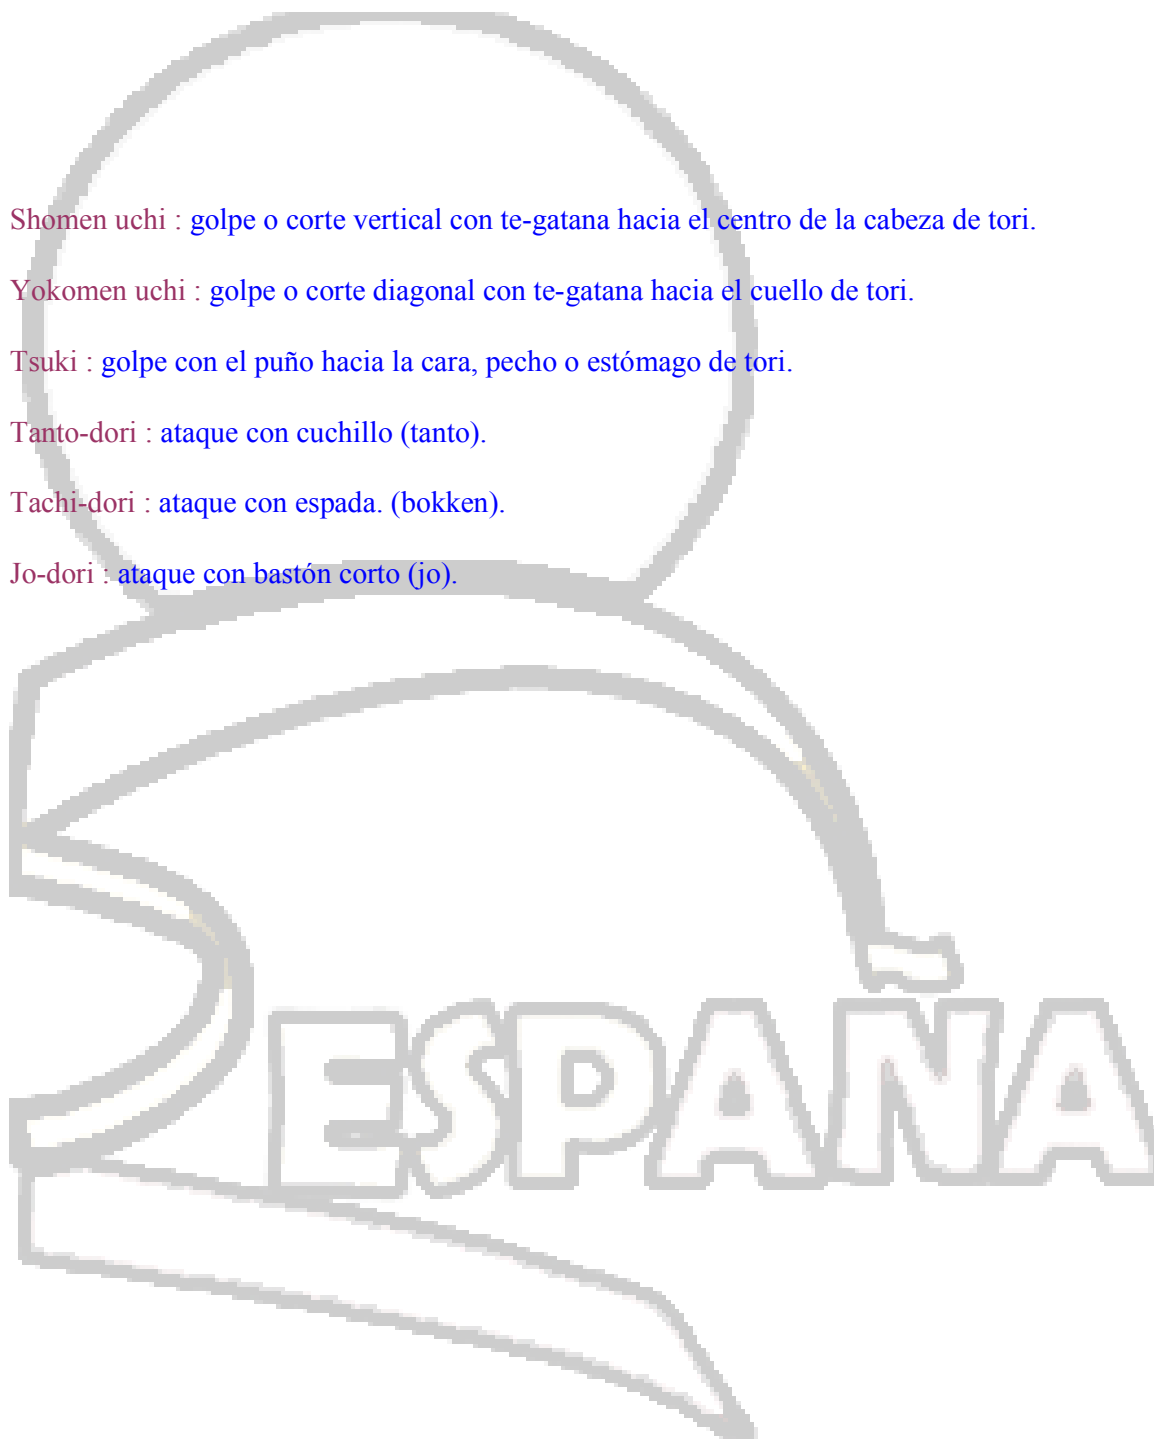 Shomen uchi : golpe o corte vertical con te-gatana hacia el centro de la cabeza de tori.
Yokomen uchi : golpe o corte diagonal con te-gatana hacia el cuello de tori.
Tsuki : golpe con el puño hacia la cara, pecho o estómago de tori.
Tanto-dori : ataque con cuchillo (tanto).
Tachi-dori : ataque con espada. (bokken).
Jo-dori : ataque con bastón corto (jo).
ESPAÑA